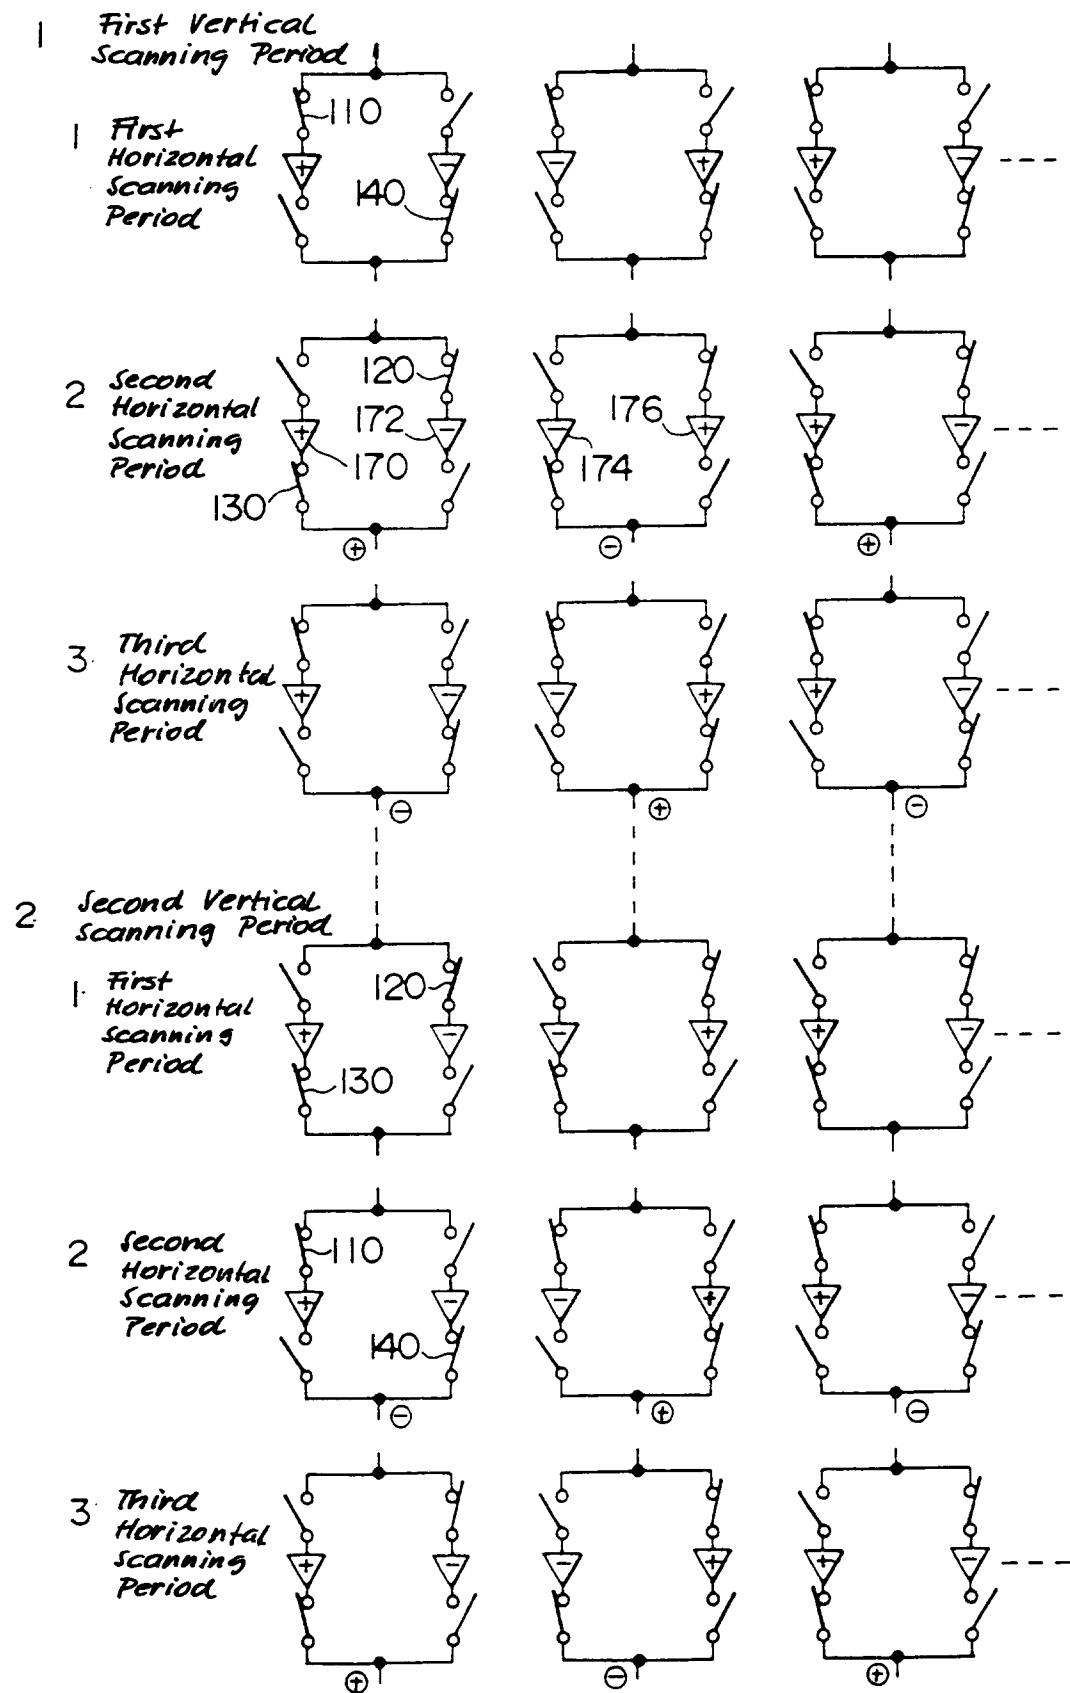 1 First Vertical
Scanning Period
1 First
Horizontal
Scanning
Period
110
140
+ - - + + -
2 Second
Horizontal
Scanning
Period
120
172
170
130
176
174
+ - - + + -
+ - +
3. Third
Horizontal
Scanning
Period
+ - - + + -
- + -
2. Second Vertical
Scanning Period
1. First
Horizontal
Scanning
Period
120
130
+ - - + + -
2 Second
Horizontal
Scanning
Period
110
140
+ - - + + -
- + -
3. Third
Horizontal
Scanning
Period
+ - - + + -
+ - +